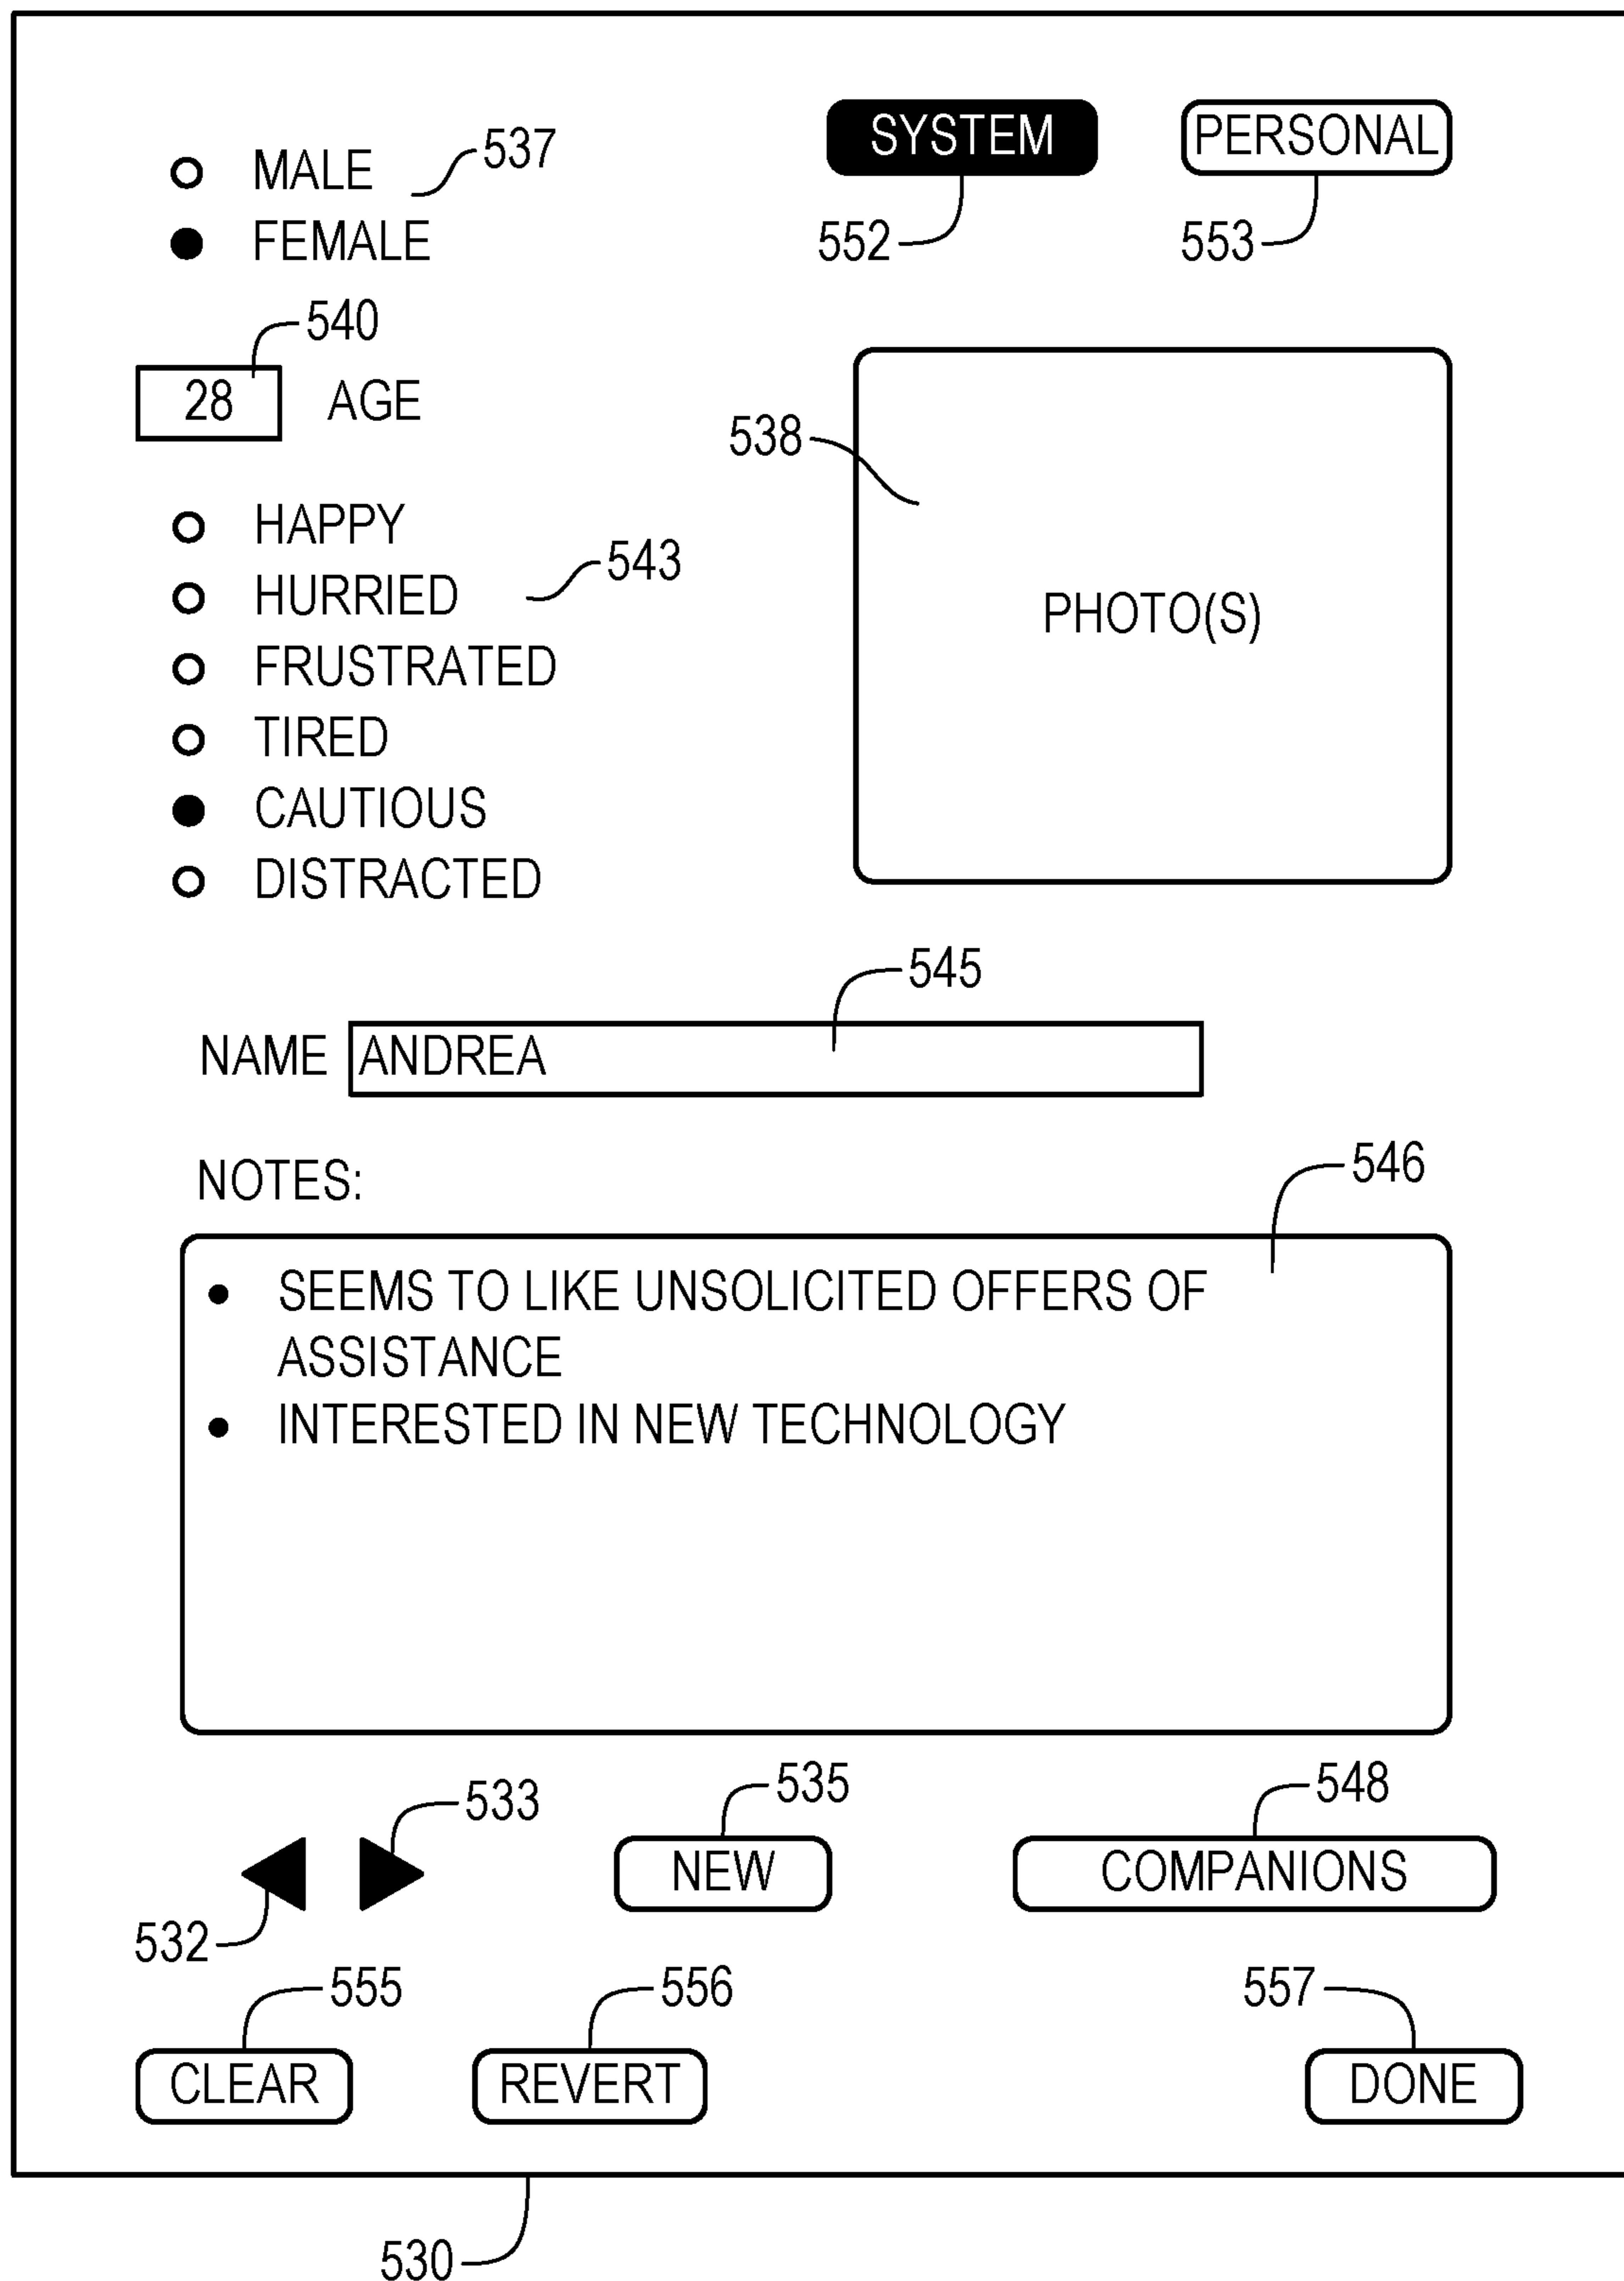 SYSTEM
PERSONAL
MALE
537
FEMALE
552
553
540
28
AGE
538
HAPPY
HURRIED
543
FRUSTRATED
TIRED
CAUTIOUS
DISTRACTED
PHOTO(S)
545
NAME
ANDREA
NOTES:
546
• SEEMS TO LIKE UNSOLICITED OFFERS OF
ASSISTANCE
• INTERESTED IN NEW TECHNOLOGY
533
535
548
NEW
COMPANIONS
532
555
556
557
CLEAR
REVERT
DONE
530